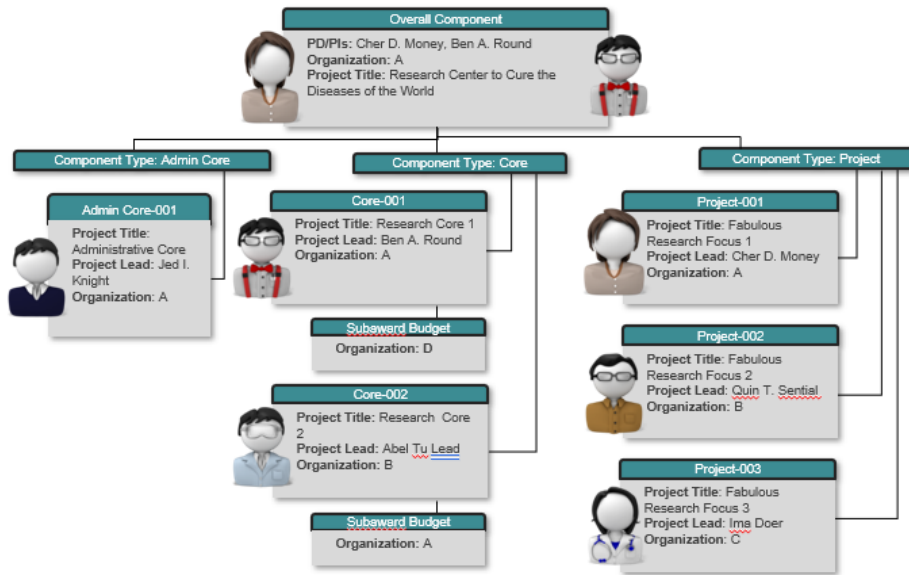 Overall Component
PD/PIs: Cher D. Money, Ben A. Round
Organization: A
Project Title: Research Center to Cure the
Diseases of the World
Component Type: Admin Core
Component Type: Core
Component Type: Project
Admin Core-001
Project Title:
Administrative Core
Project Lead: Jed I.
Knight
Organization: A
Core-001
Project Title: Research Core 1
Project Lead: Ben A. Round
Organization: A
Subaward Budget
Organization: D
Core-002
Project Title: Research Core
2
Project Lead: Abel Tu Lead
Organization: B
Subaward Budget
Organization: A
Project-001
Project Title: Fabulous
Research Focus 1
Project Lead: Cher D. Money
Organization: A
Project-002
Project Title: Fabulous
Research Focus 2
Project Lead: Quin T. Sential
Organization: B
Project-003
Project Title: Fabulous
Research Focus 3
Project Lead: Ima Doer
Organization: C